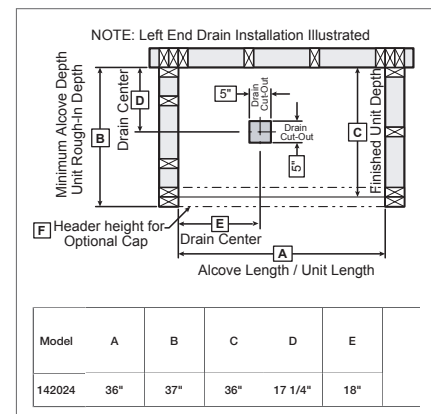 NOTE: Left End Drain Installation Illustrated
Minimum Alcove Depth
Unit Rough-In Depth
B
Drain Center
D
5"
Drain
Cut-Out
Drain
Cut-Out
5"
C
Finished Unit Depth
E
F Header height for
Optional Cap
Drain Center
A
Alcove Length / Unit Length
Model A B C D E
142024 36" 37" 36" 17 1/4" 18"